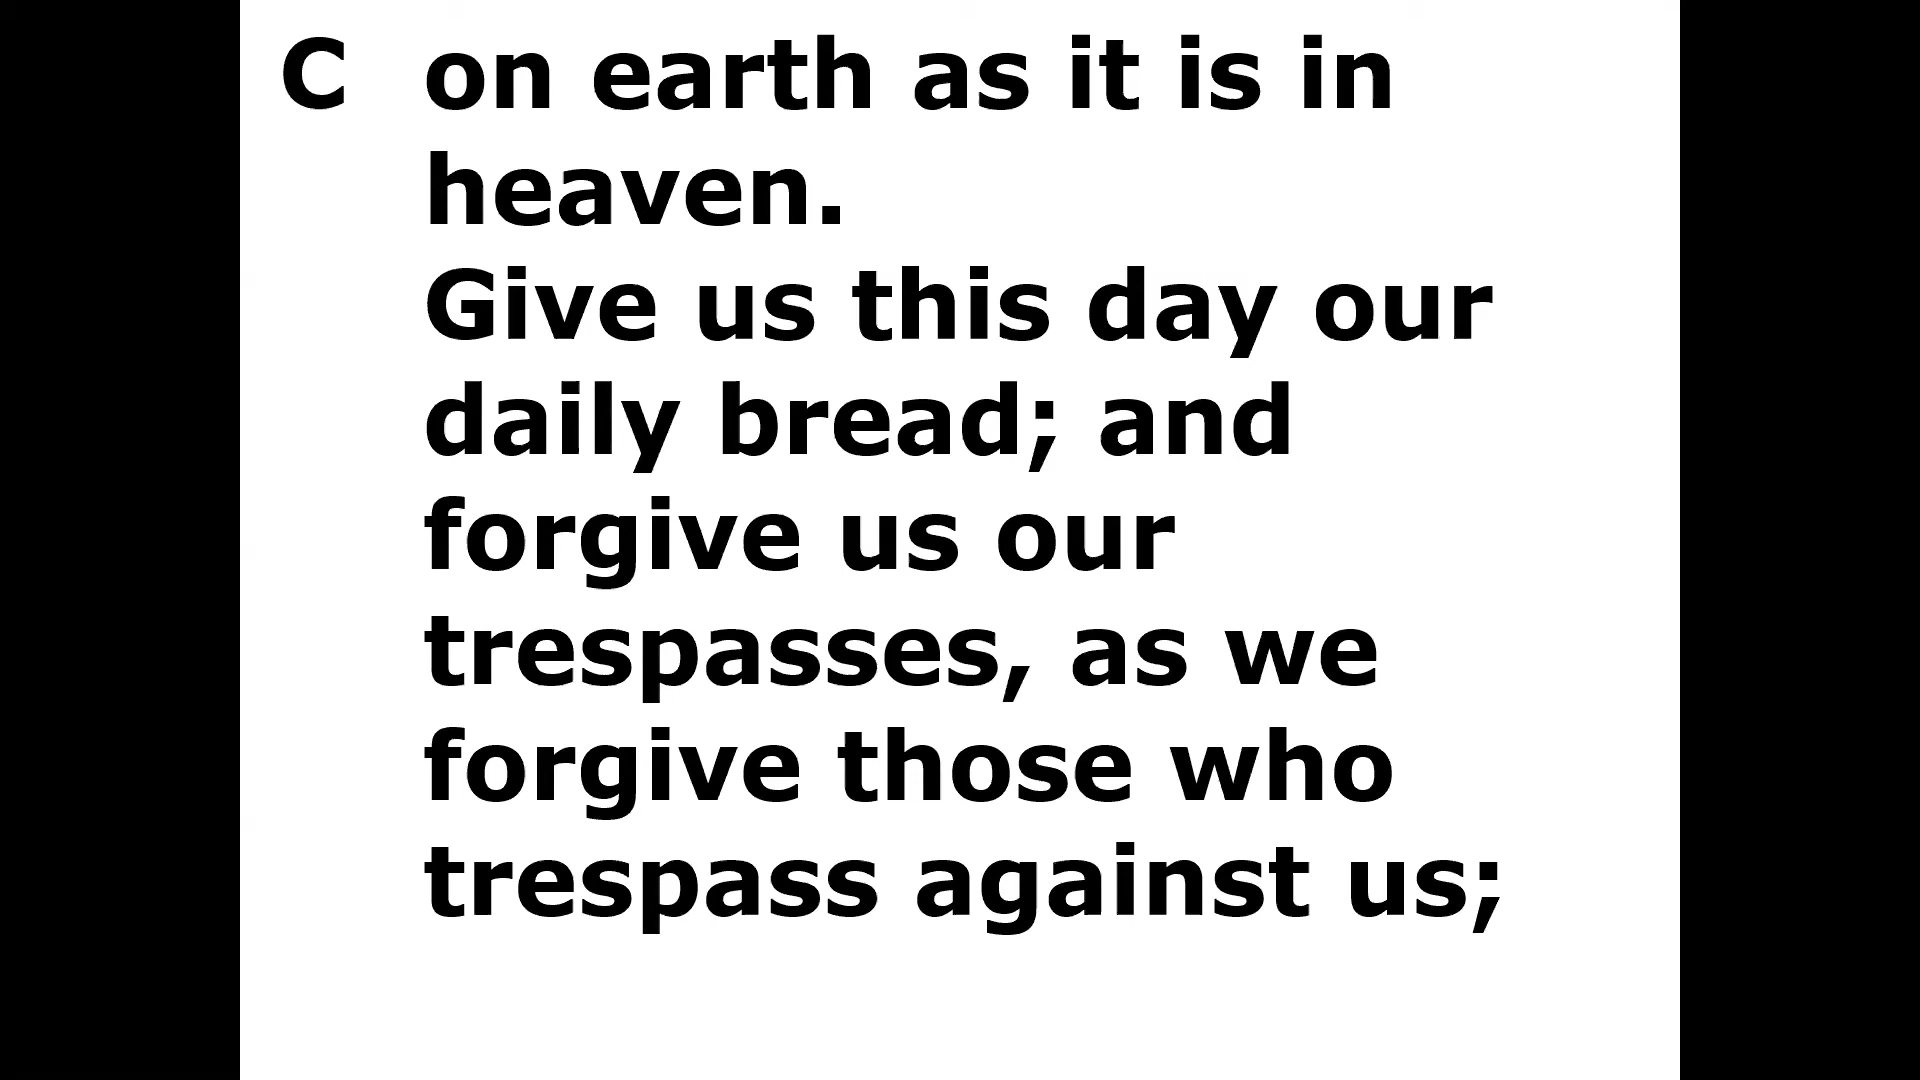 C on earth as it is in
heaven.
Give us this day our
daily bread; and
forgive us our
trespasses, as we
forgive those who
trespass against us;